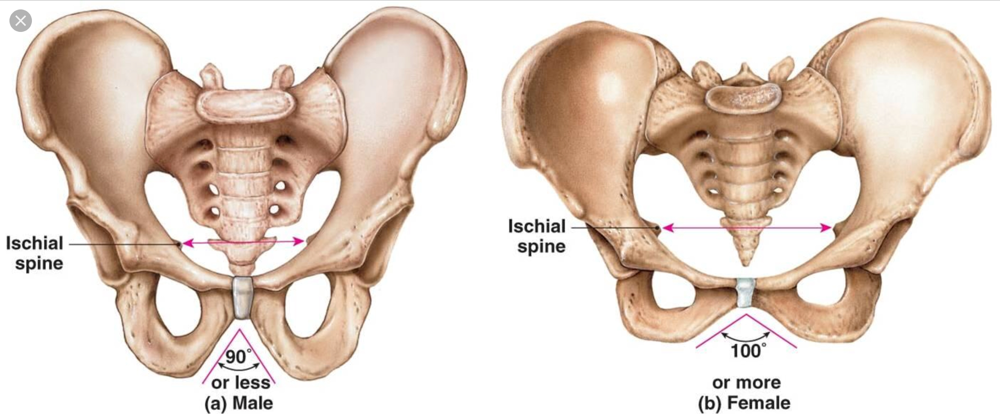 Ischial
spine
90°
or less
(a) Male
Ischial
spine
100°
or more
(b) Female